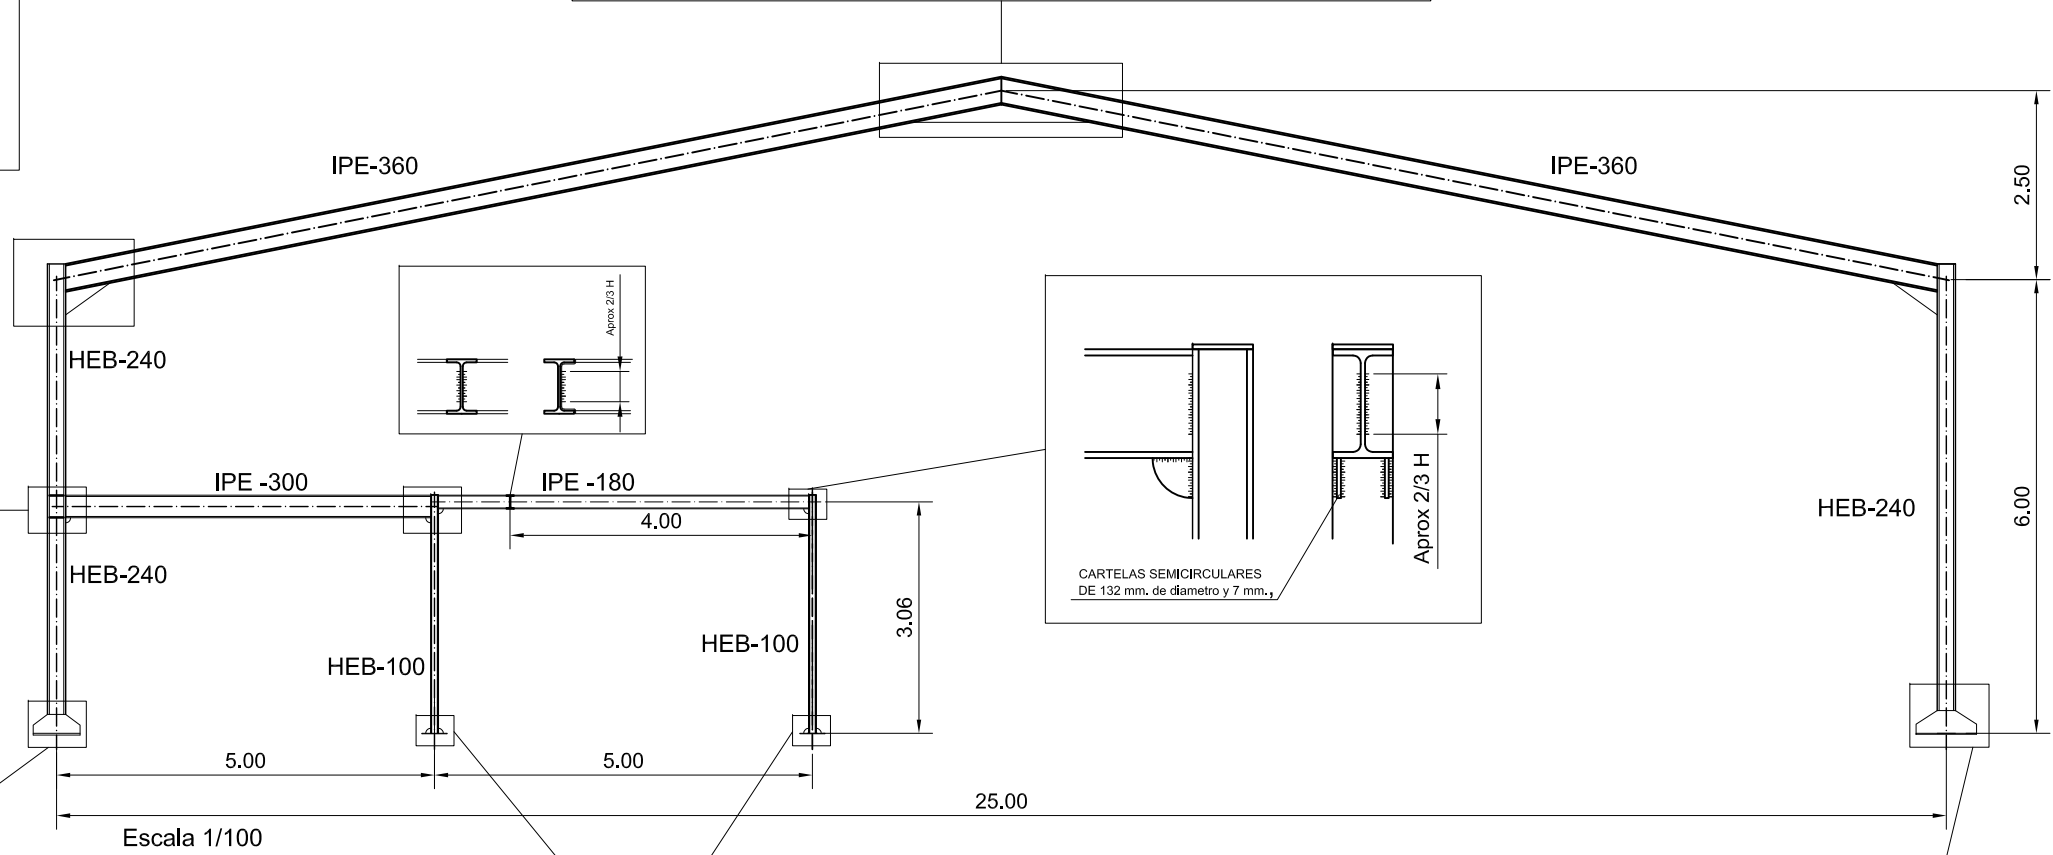 IPE-360
IPE-360
2.50
Aprox 2/3 H
HEB-240
IPE -300
IPE -180
4.00
Aprox 2/3 H
HEB-240
6.00
HEB-240
CARTELAS SEMICIRCULARES
DE 132 mm. de diametro y 7 mm.,
3.06
HEB-100
HEB-100
5.00
5.00
25.00
Escala 1/100